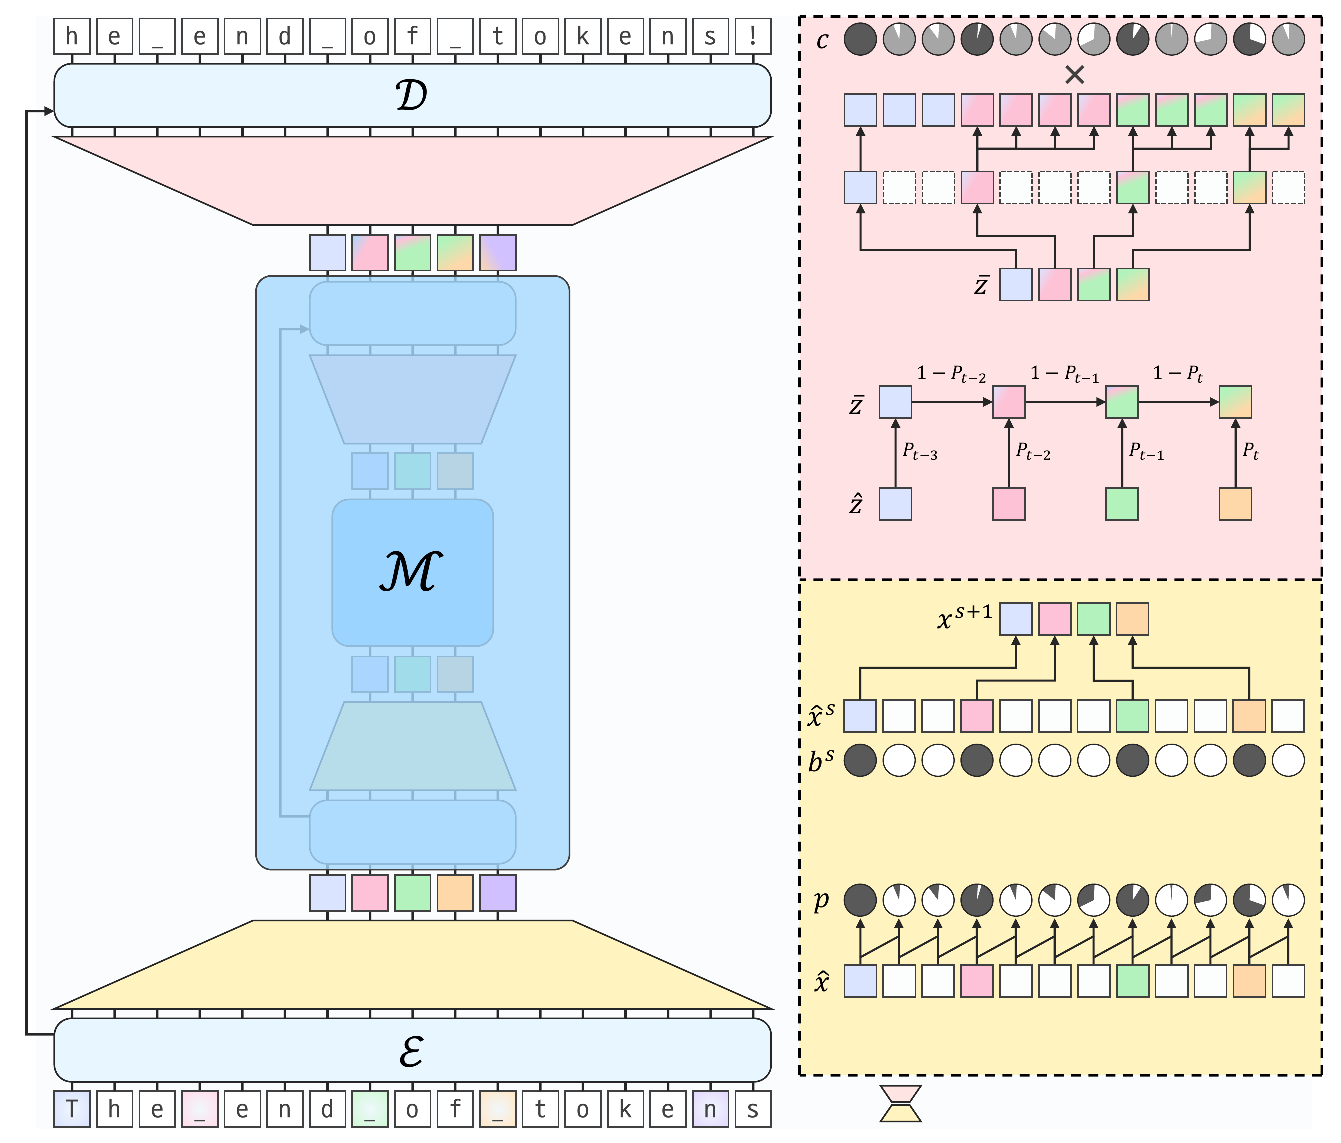 h e _ e n d _ o f _ t o k e n s !
𝒟
ℳ
ℰ
T h e _ e n d _ o f _ t o k e n s
c
×
z̄
1 − P_{t−2} 1 − P_{t−1} 1 − P_t
z̄
P_{t−3} P_{t−2} P_{t−1} P_t
ẑ
x^{s+1}
x̂^s
b^s
p
x̂